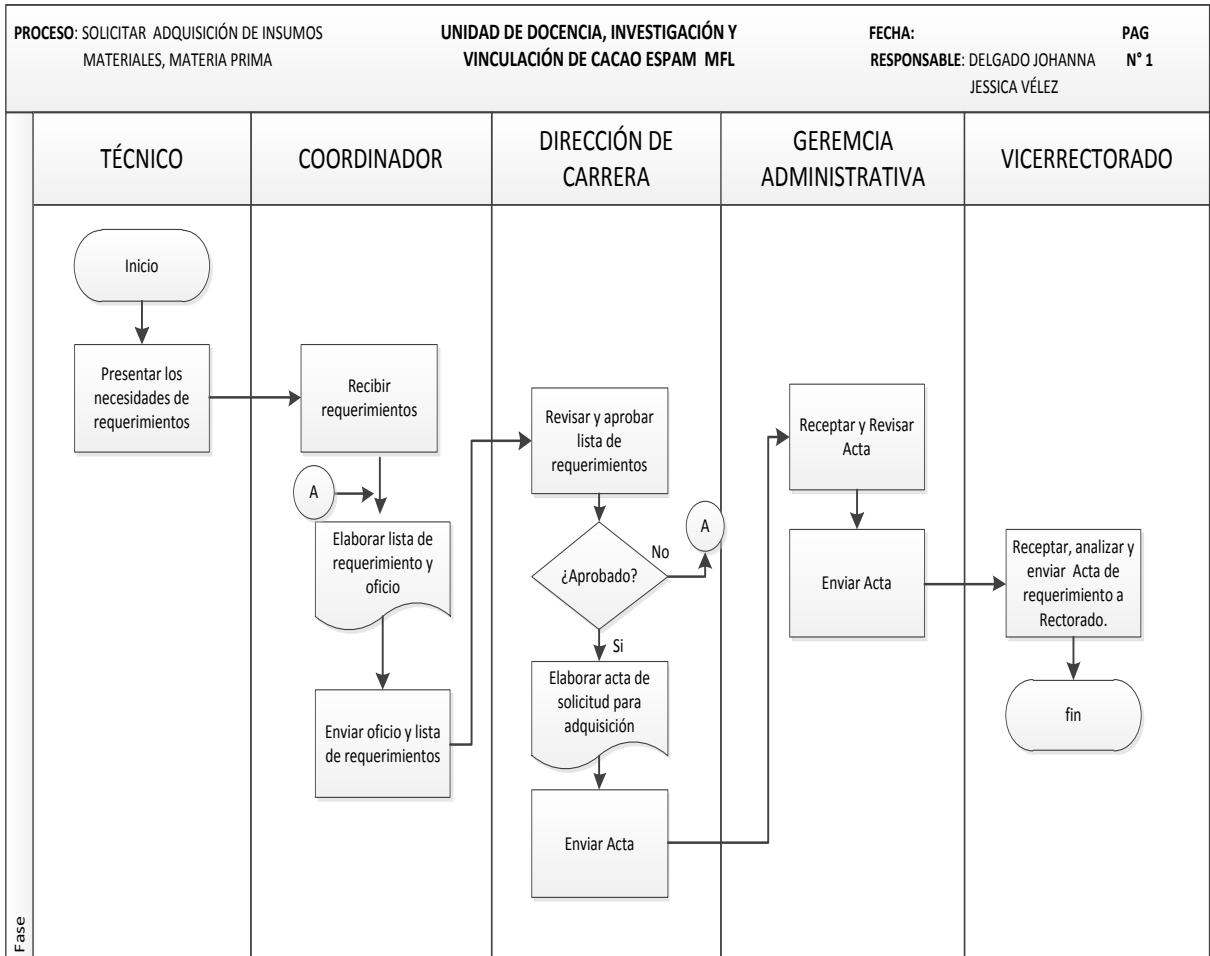 PROCESO: SOLICITAR ADQUISICIÓN DE INSUMOS
MATERIALES, MATERIA PRIMA
UNIDAD DE DOCENCIA, INVESTIGACIÓN Y
VINCULACIÓN DE CACAO ESPAM MFL
FECHA:
RESPONSABLE: DELGADO JOHANNA
JESSICA VÉLEZ
PAG
N° 1
TÉCNICO
COORDINADOR
DIRECCIÓN DE
CARRERA
GEREMCIA
ADMINISTRATIVA
VICERRECTORADO
Inicio
Presentar los
necesidades de
requerimientos
Recibir
requerimientos
A
Elaborar lista de
requerimiento y
oficio
Enviar oficio y lista
de requerimientos
Revisar y aprobar
lista de
requerimientos
¿Aprobado?
No
A
Si
Elaborar acta de
solicitud para
adquisición
Enviar Acta
Receptar y Revisar
Acta
Enviar Acta
Receptar, analizar y
enviar Acta de
requerimiento a
Rectorado.
fin
Fase